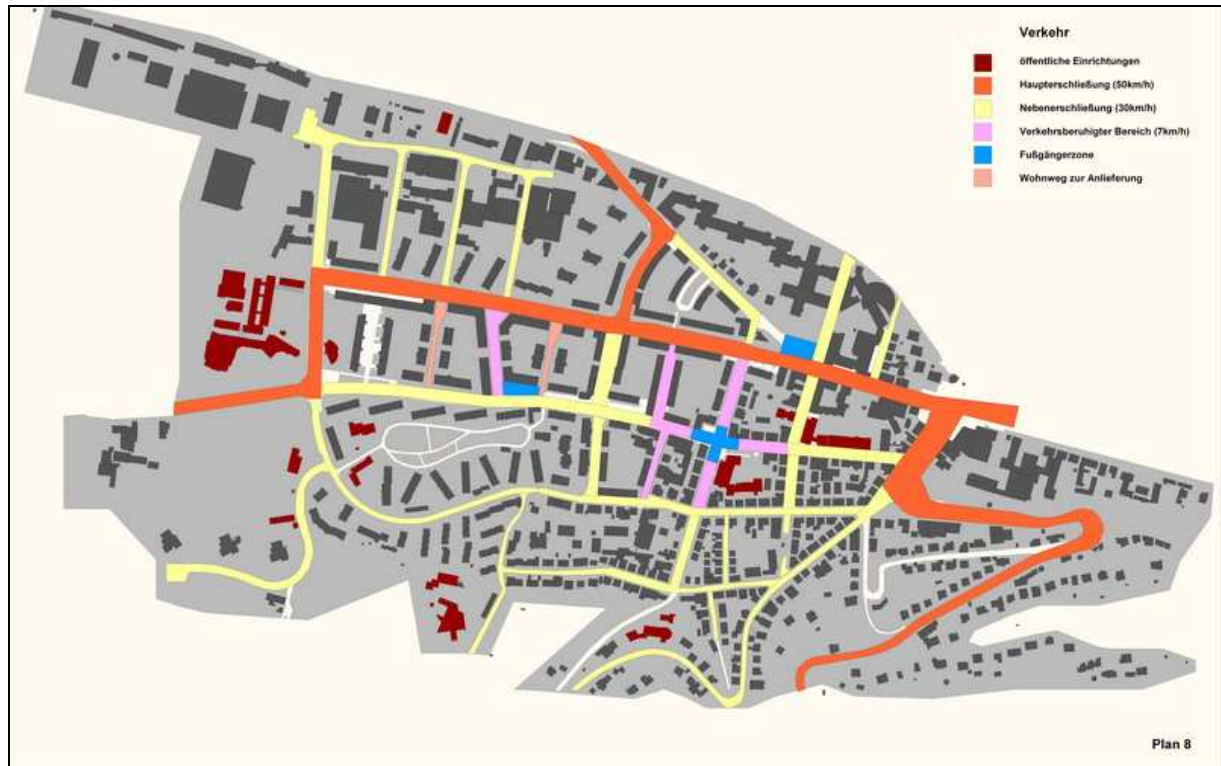 Verkehr
öffentliche Einrichtungen
Haupterschließung (50km/h)
Nebenerschließung (30km/h)
Verkehrsberuhigter Bereich (7km/h)
Fußgängerzone
Wohnweg zur Anlieferung
Plan 8